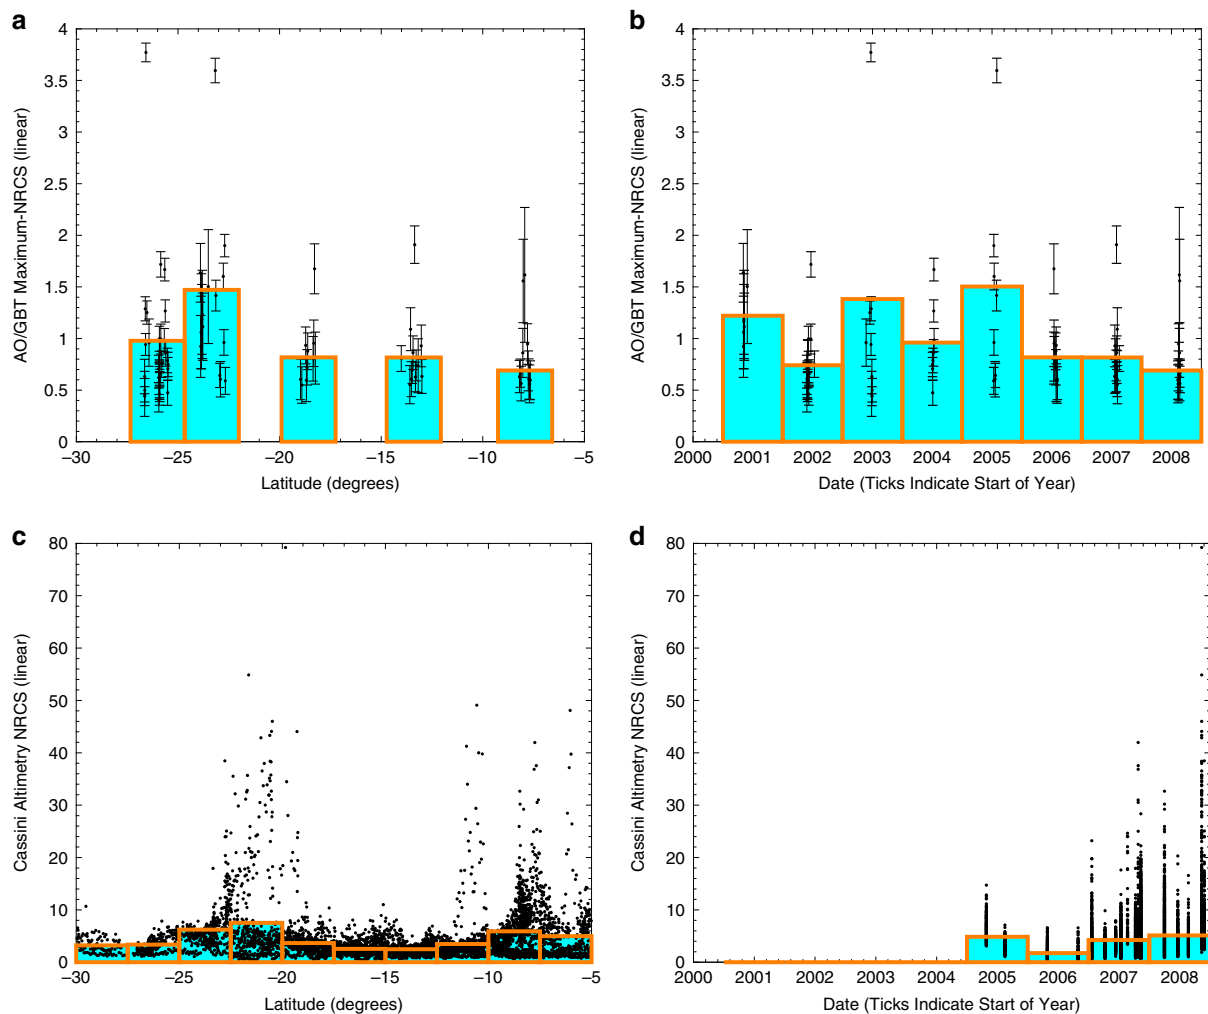 a
4
3.5
3
2.5
2
1.5
1
0.5
0
AO/GBT Maximum-NRCS (linear)
−30 −25 −20 −15 −10 −5
Latitude (degrees)
b
4
3.5
3
2.5
2
1.5
1
0.5
0
AO/GBT Maximum-NRCS (linear)
2000 2001 2002 2003 2004 2005 2006 2007 2008
Date (Ticks Indicate Start of Year)
c
80
70
60
50
40
30
20
10
0
Cassini Altimetry NRCS (linear)
−30 −25 −20 −15 −10 −5
Latitude (degrees)
d
80
70
60
50
40
30
20
10
0
Cassini Altimetry NRCS (linear)
2000 2001 2002 2003 2004 2005 2006 2007 2008
Date (Ticks Indicate Start of Year)